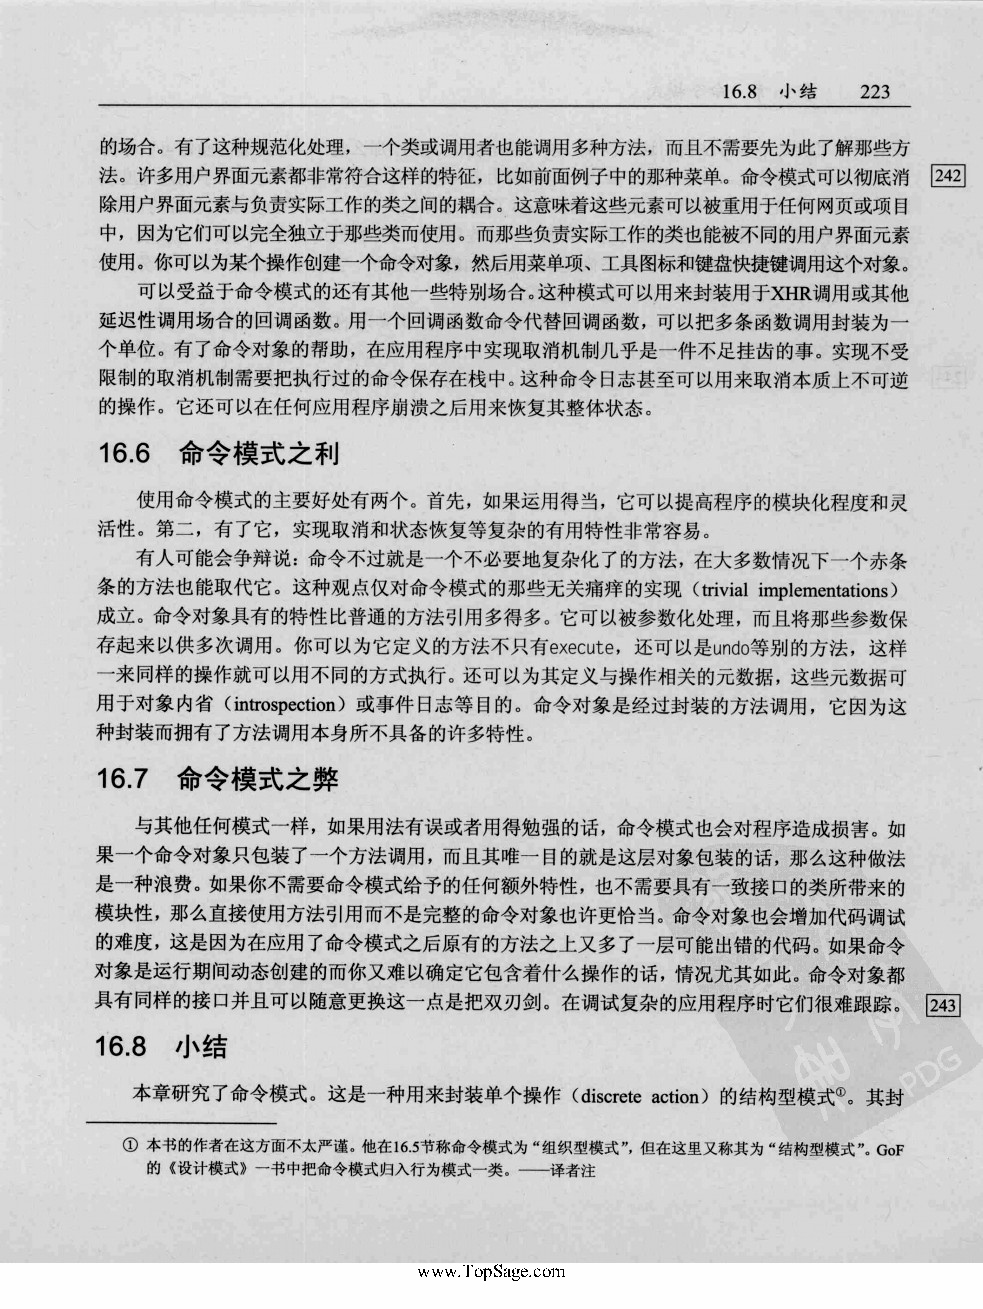 16.8 小结 223
的场合。有了这种规范化处理，一个类或调用者也能调用多种方法，而且不需要先为此了解那些方
法。许多用户界面元素都非常符合这样的特征，比如前面例子中的那种菜单。命令模式可以彻底消
242
除用户界面元素与负责实际工作的类之间的耦合。这意味着这些元素可以被重用于任何网页或项目
中，因为它们可以完全独立于那些类而使用。而那些负责实际工作的类也能被不同的用户界面元素
使用。你可以为某个操作创建一个命令对象，然后用菜单项、工具图标和键盘快捷键调用这个对象。
可以受益于命令模式的还有其他一些特别场合。这种模式可以用来封装用于XHR调用或其他
延迟性调用场合的回调函数。用一个回调函数命令代替回调函数，可以把多条函数调用封装为一
个单位。有了命令对象的帮助，在应用程序中实现取消机制几乎是一件不足挂齿的事。实现不受
限制的取消机制需要把执行过的命令保存在栈中。这种命令日志甚至可以用来取消本质上不可逆
的操作。它还可以在任何应用程序崩溃之后用来恢复其整体状态。
16.6 命令模式之利
使用命令模式的主要好处有两个。首先，如果运用得当，它可以提高程序的模块化程度和灵
活性。第二，有了它，实现取消和状态恢复等复杂的有用特性非常容易。
有人可能会争辩说：命令不过就是一个不必要地复杂化了的方法，在大多数情况下一个赤条
条的方法也能取代它。这种观点仅对命令模式的那些无关痛痒的实现（trivial implementations）
成立。命令对象具有的特性比普通的方法引用多得多。它可以被参数化处理，而且将那些参数保
存起来以供多次调用。你可以为它定义的方法不只有execute，还可以是undo等别的方法，这样
一来同样的操作就可以用不同的方式执行。还可以为其定义与操作相关的元数据，这些元数据可
用于对象内省（introspection）或事件日志等目的。命令对象是经过封装的方法调用，它因为这
种封装而拥有了方法调用本身所不具备的许多特性。
16.7 命令模式之弊
与其他任何模式一样，如果用法有误或者用得勉强的话，命令模式也会对程序造成损害。如
果一个命令对象只包装了一个方法调用，而且其唯一目的就是这层对象包装的话，那么这种做法
是一种浪费。如果你不需要命令模式给予的任何额外特性，也不需要具有一致接口的类所带来的
模块性，那么直接使用方法引用而不是完整的命令对象也许更恰当。命令对象也会增加代码调试
的难度，这是因为在应用了命令模式之后原有的方法之上又多了一层可能出错的代码。如果命令
对象是运行期间动态创建的而你又难以确定它包含着什么操作的话，情况尤其如此。命令对象都
具有同样的接口并且可以随意更换这一点是把双刃剑。在调试复杂的应用程序时它们很难跟踪。
243
16.8 小结
本章研究了命令模式。这是一种用来封装单个操作（discrete action）的结构型模式①。其封
PDG
① 本书的作者在这方面不太严谨。他在16.5节称命令模式为“组织型模式”，但在这里又称其为“结构型模式”。GoF
的《设计模式》一书中把命令模式归入行为模式一类。——译者注
www.TopSage.com